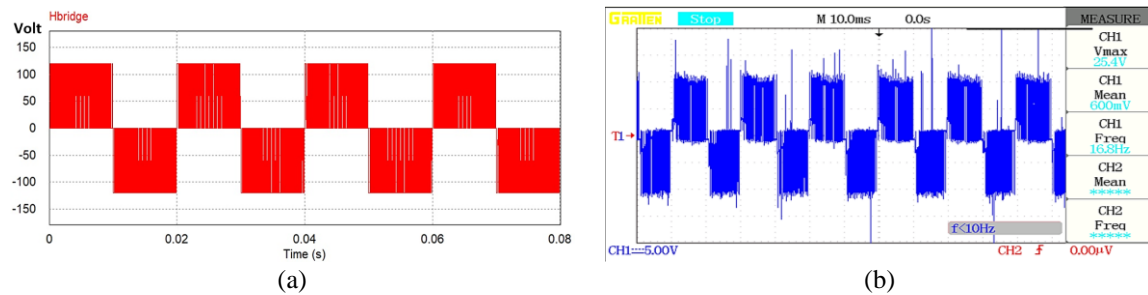 Hbridge
Volt
150
100
50
0
-50
-100
-150
0 0.02 0.04 0.06 0.08
Time (s)
(a)
GRATTEN Stop M 10.0ms 0.0s MEASURE
CH1
Vmax
25.4V
CH1
Mean
600mV
CH1
Freq
16.8Hz
CH2
Mean
*****
CH2
Freq
*****
T1
f<10Hz
CH1 5.00V CH2 0.00μV
(b)